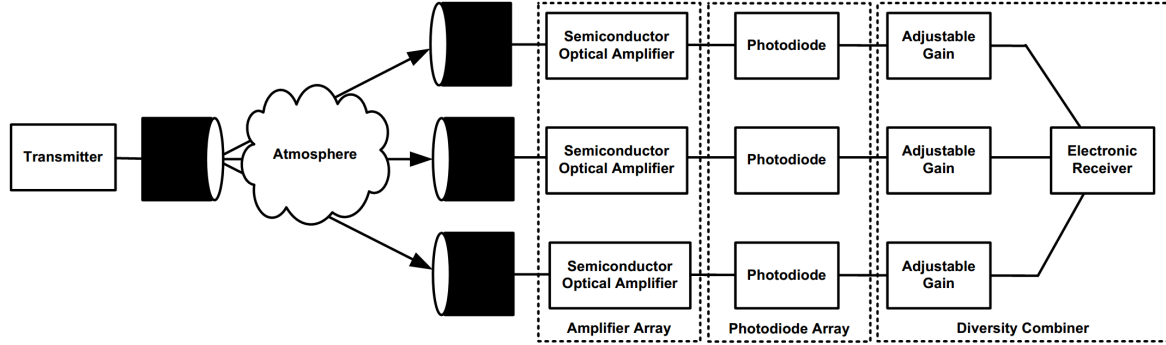 Semiconductor
Optical Amplifier
Photodiode
Adjustable
Gain
Transmitter
Atmosphere
Semiconductor
Optical Amplifier
Photodiode
Adjustable
Gain
Electronic
Receiver
Semiconductor
Optical Amplifier
Photodiode
Adjustable
Gain
Amplifier Array
Photodiode Array
Diversity Combiner